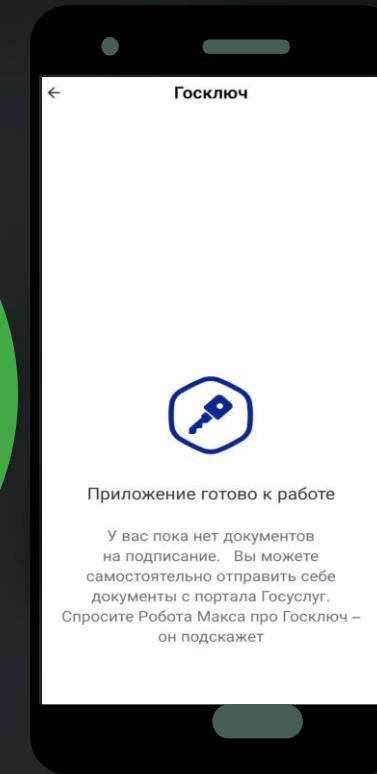 Госключ
Приложение готово к работе
У вас пока нет документов
на подписание. Вы можете
самостоятельно отправить себе
документы с портала Госуслуг.
Спросите Робота Макса про Госключ –
он подскажет